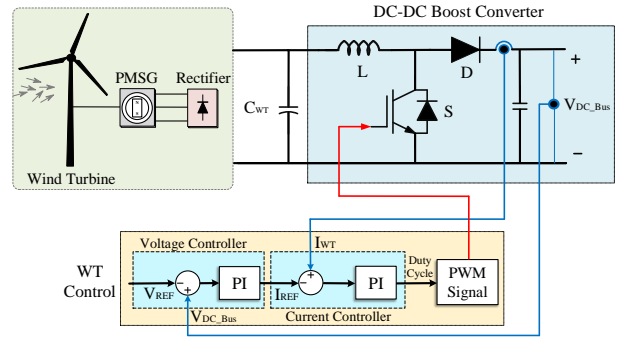 DC-DC Boost Converter
PMSG
Rectifier
Wind Turbine
CWT
L
D
S
+
VDC_Bus
−
WT
Control
Voltage Controller
VREF
−
+
PI
VDC_Bus
IWT
IREF
−
+
PI
Current Controller
Duty
Cycle
PWM
Signal